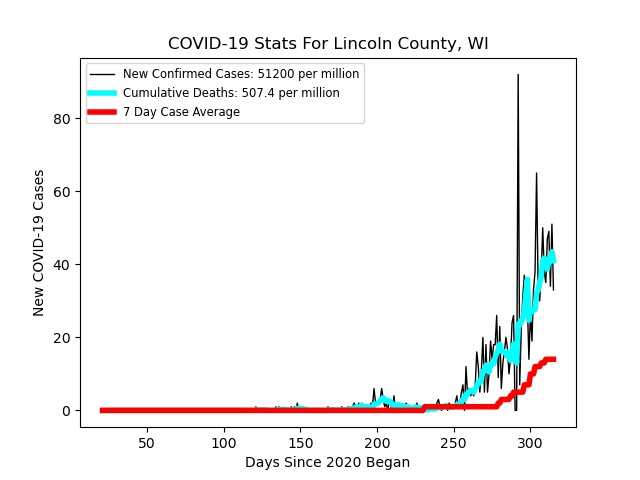 COVID-19 Stats For Lincoln County, WI
New Confirmed Cases: 51200 per million
Cumulative Deaths: 507.4 per million
7 Day Case Average
New COVID-19 Cases
80
60
40
20
0
50 100 150 200 250 300
Days Since 2020 Began